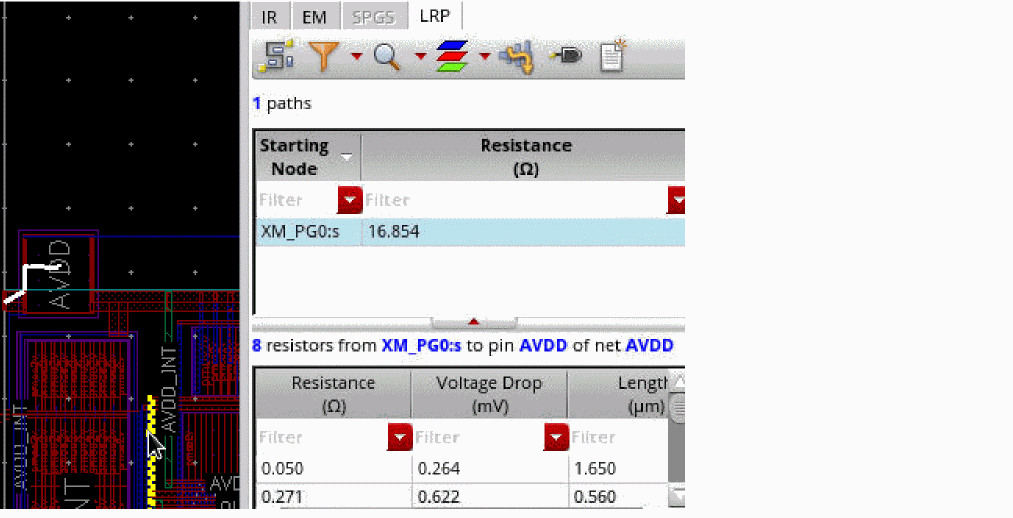 IR EM SPGS LRP
1 paths
Starting Node Resistance (Ω)
Filter Filter
XM_PG0:s 16.854
8 resistors from XM_PG0:s to pin AVDD of net AVDD
Resistance (Ω) Voltage Drop (mV) Length (µm)
Filter Filter Filter
0.050 0.264 1.650
0.271 0.622 0.560
AVDD
AVDD_INT
AVDD_INT
NT
AVD